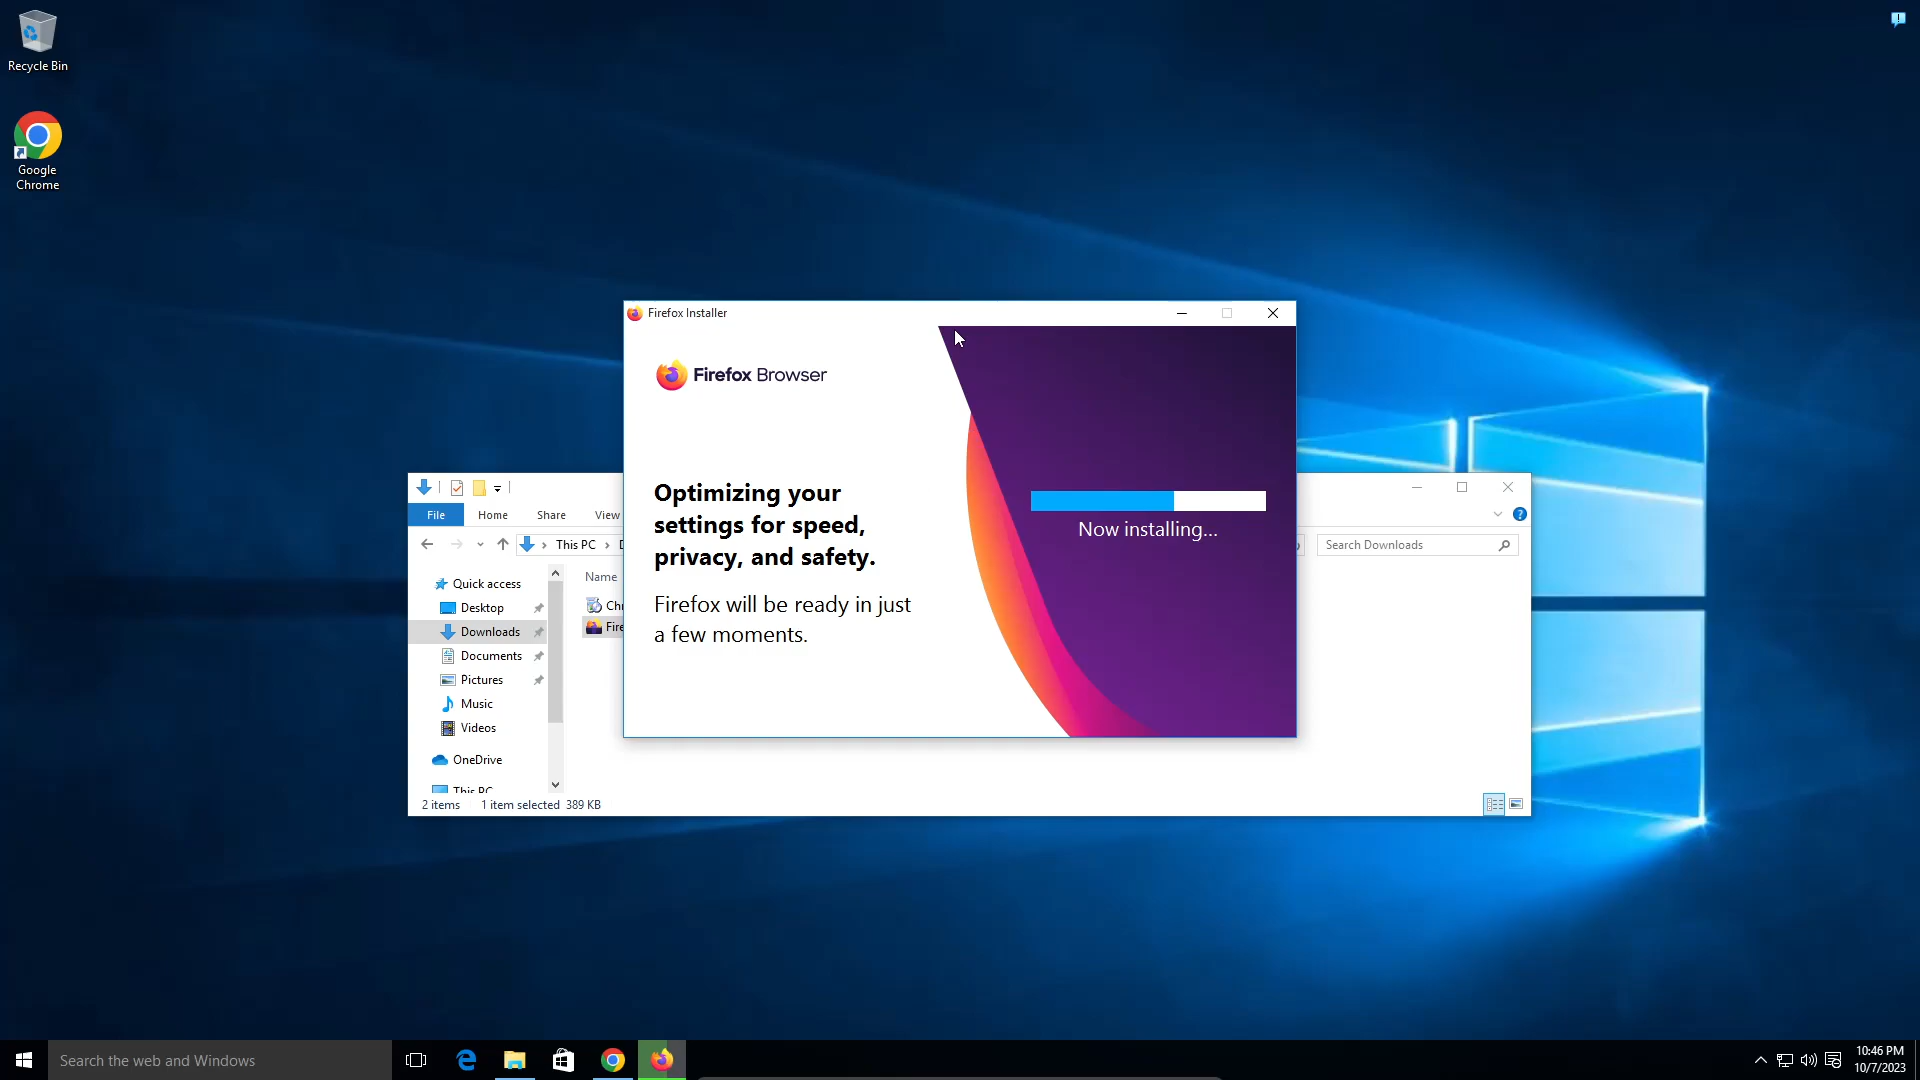 Recycle Bin
Google
Chrome
Firefox Installer
Firefox Browser
Optimizing your
settings for speed,
privacy, and safety.
Firefox will be ready in just
a few moments.
Now installing...
File
Home
Share
View
This PC
Search Downloads
Name
Quick access
Desktop
Downloads
Documents
Pictures
Music
Videos
OneDrive
This PC
2 items
1 item selected 389 KB
Search the web and Windows
10:46 PM
10/7/2023